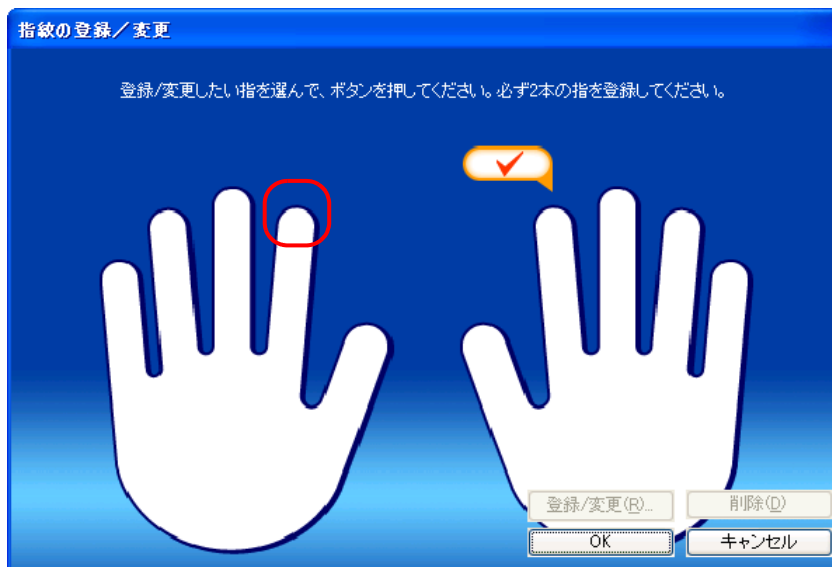 指紋の登録／変更
登録/変更したい指を選んで、ボタンを押してください。必ず2本の指を登録してください。
登録/変更(R)...
削除(D)
OK
キャンセル